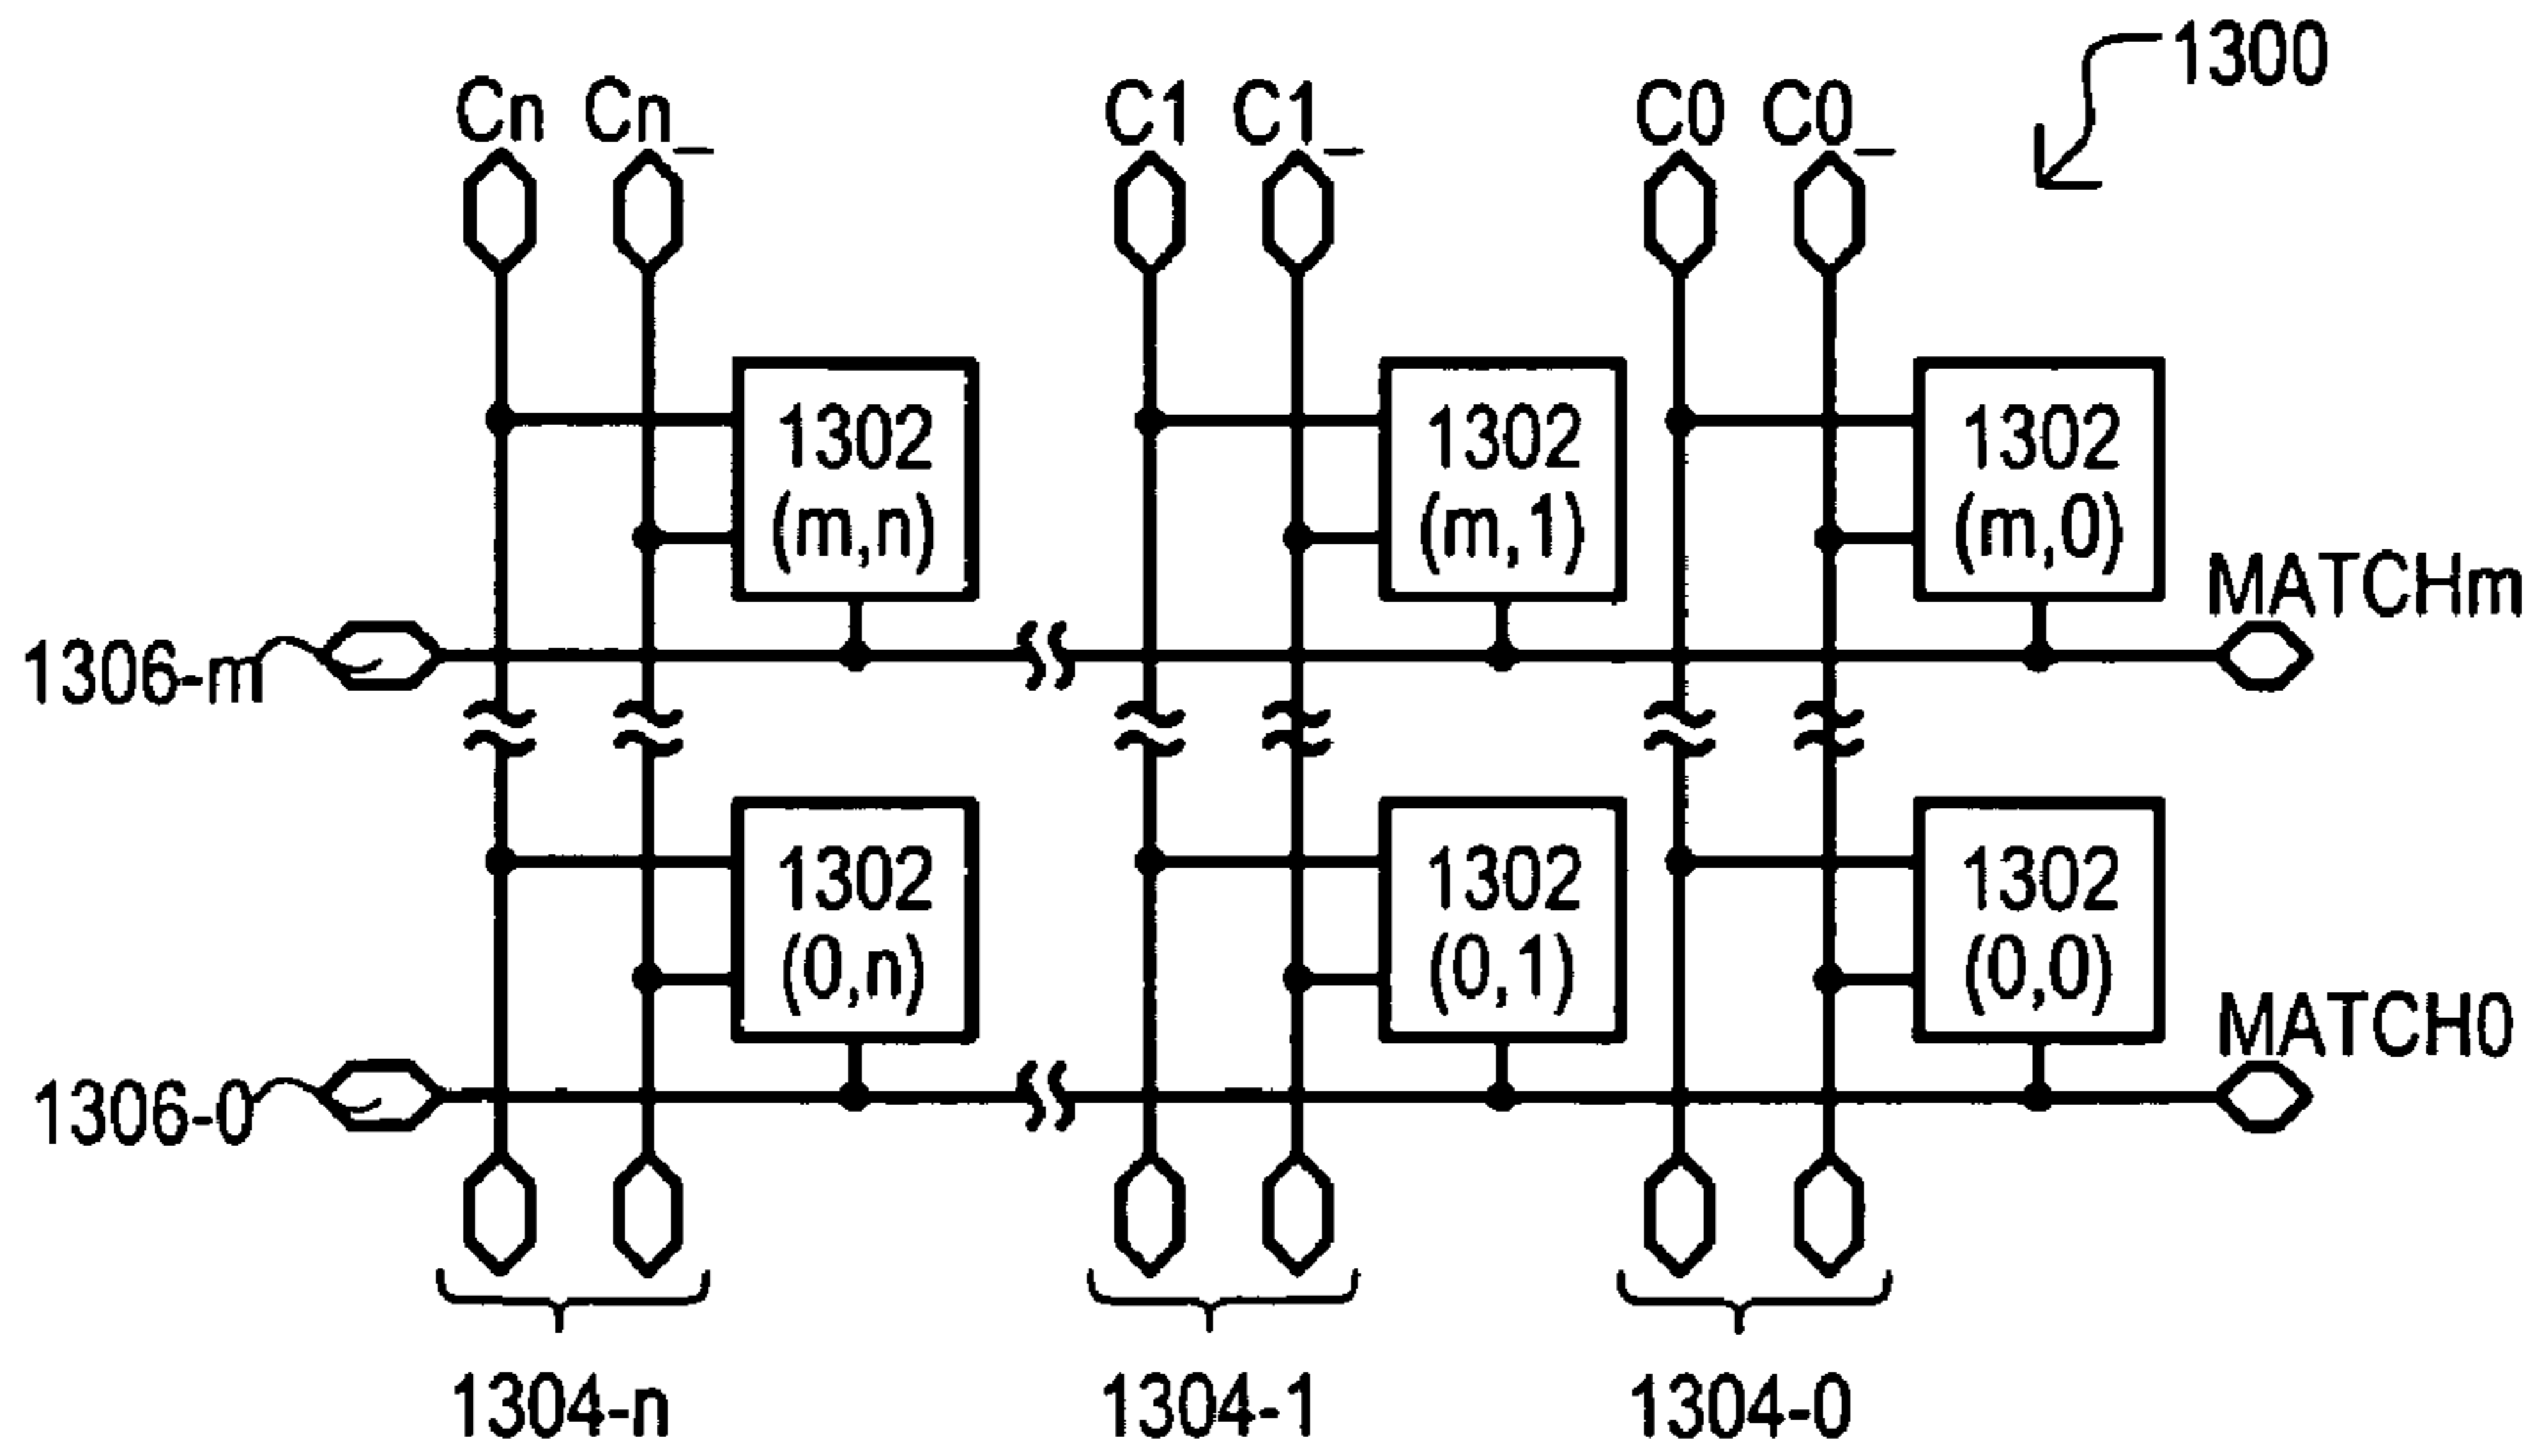 1300
Cn Cn_ C1 C1_ C0 C0_
1302 1302 1302
(m,n) (m,1) (m,0)
MATCHm
1306-m
1302 1302 1302
(0,n) (0,1) (0,0)
MATCH0
1306-0
1304-n 1304-1 1304-0